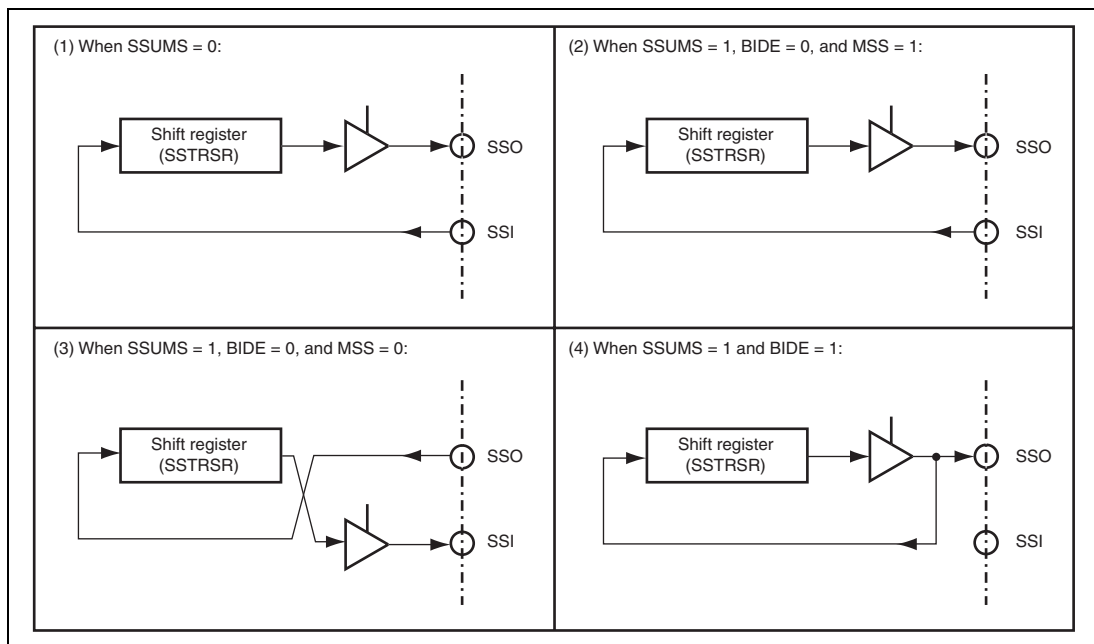 (1) When SSUMS = 0:
Shift register
(SSTRSR)
SSO
SSI
(2) When SSUMS = 1, BIDE = 0, and MSS = 1:
Shift register
(SSTRSR)
SSO
SSI
(3) When SSUMS = 1, BIDE = 0, and MSS = 0:
Shift register
(SSTRSR)
SSO
SSI
(4) When SSUMS = 1 and BIDE = 1:
Shift register
(SSTRSR)
SSO
SSI